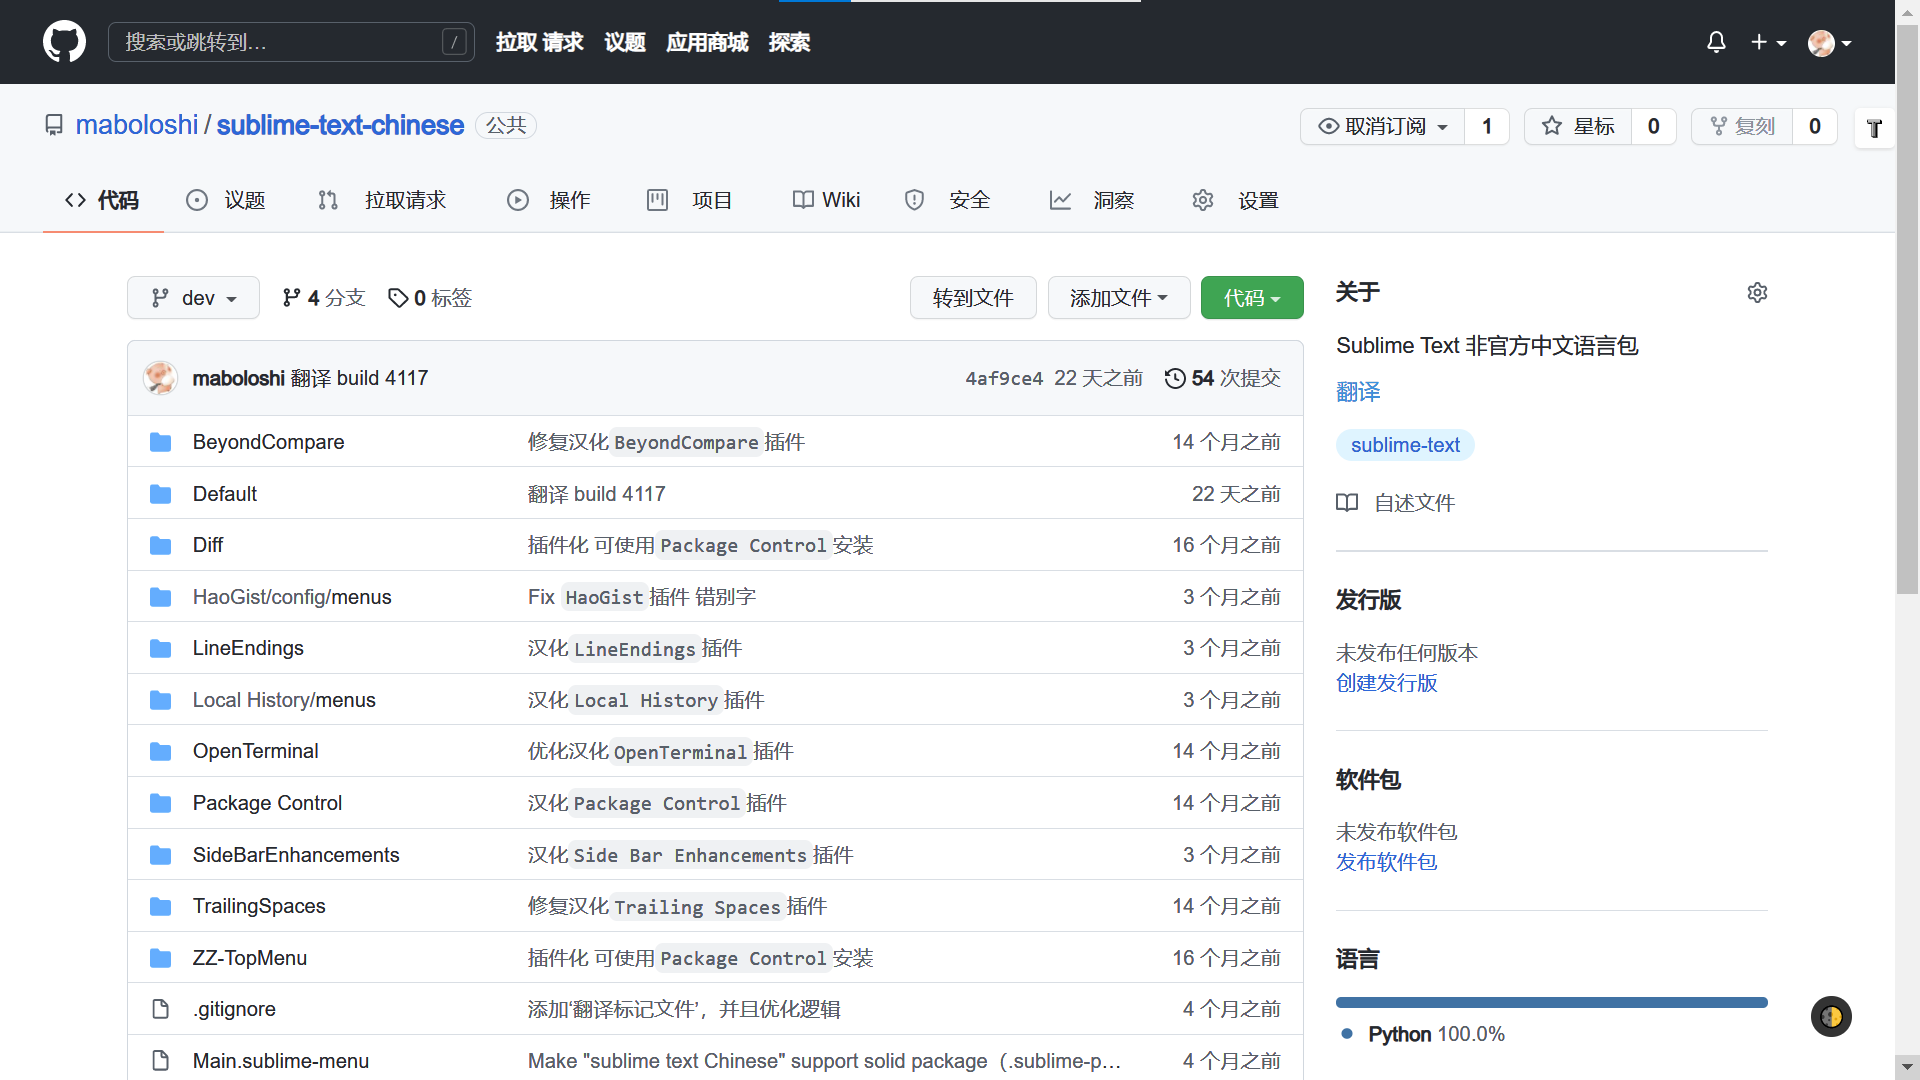 搜索或跳转到… / 拉取 请求 议题 应用商城 探索
maboloshi / sublime-text-chinese 公共 取消订阅 1 星标 0 复刻 0 T
代码 议题 拉取请求 操作 项目 Wiki 安全 洞察 设置
dev 4 分支 0 标签 转到文件 添加文件 代码
maboloshi 翻译 build 4117 4af9ce4 22 天之前 54 次提交
BeyondCompare 修复汉化 BeyondCompare 插件 14 个月之前
Default 翻译 build 4117 22 天之前
Diff 插件化 可使用 Package Control 安装 16 个月之前
HaoGist/config/menus Fix HaoGist 插件 错别字 3 个月之前
LineEndings 汉化 LineEndings 插件 3 个月之前
Local History/menus 汉化 Local History 插件 3 个月之前
OpenTerminal 优化汉化 OpenTerminal 插件 14 个月之前
Package Control 汉化 Package Control 插件 14 个月之前
SideBarEnhancements 汉化 Side Bar Enhancements 插件 3 个月之前
TrailingSpaces 修复汉化 Trailing Spaces 插件 14 个月之前
ZZ-TopMenu 插件化 可使用 Package Control 安装 16 个月之前
.gitignore 添加‘翻译标记文件’，并且优化逻辑 4 个月之前
Main.sublime-menu Make "sublime text Chinese" support solid package（.sublime-p… 4 个月之前
关于
Sublime Text 非官方中文语言包
翻译
sublime-text
自述文件
发行版
未发布任何版本
创建发行版
软件包
未发布软件包
发布软件包
语言
Python 100.0%